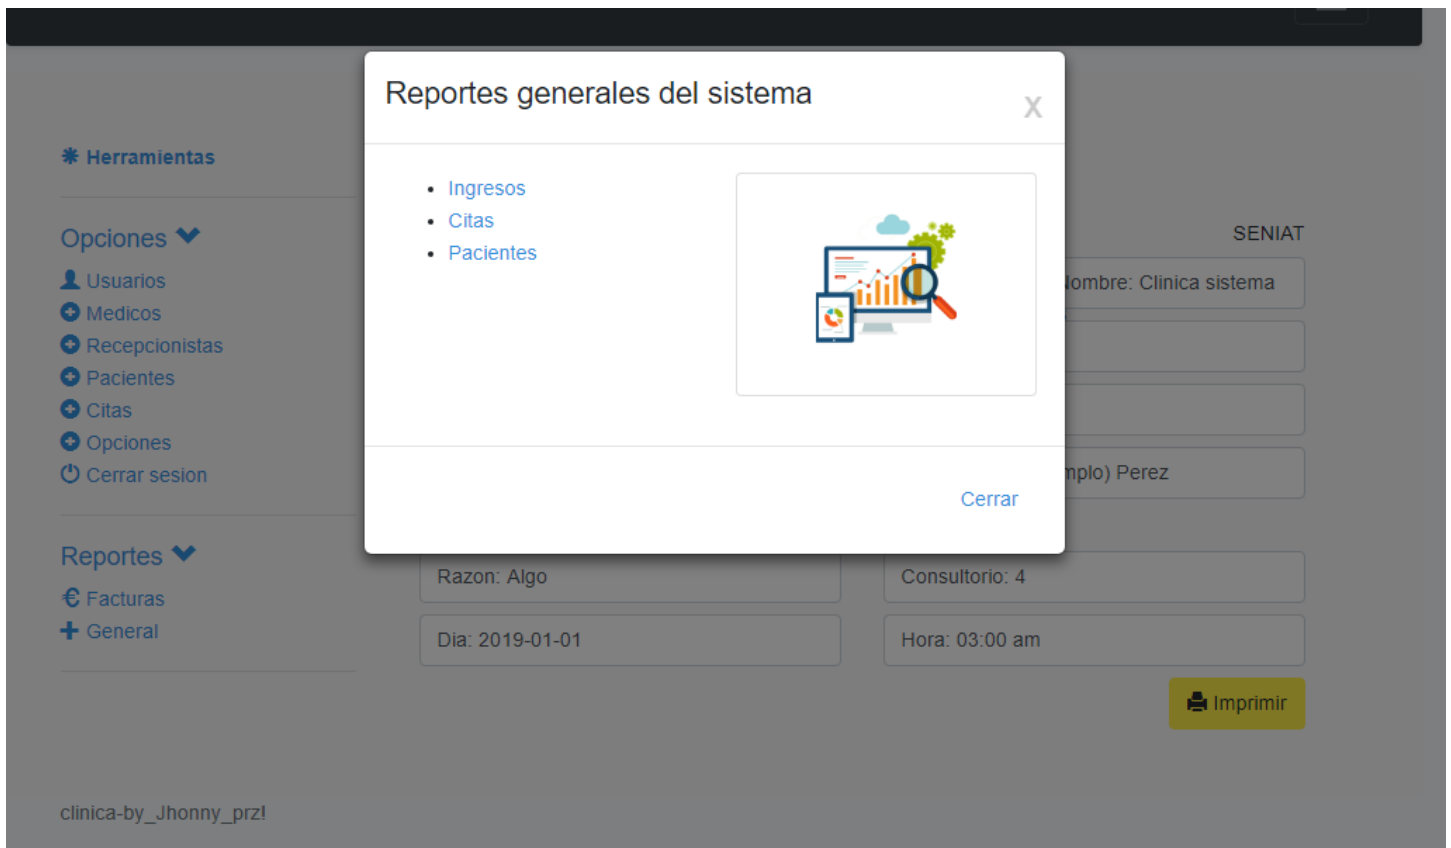 Reportes generales del sistema
X
Ingresos
Citas
Pacientes
Cerrar
Herramientas
Opciones
Usuarios
Medicos
Recepcionistas
Pacientes
Citas
Opciones
Cerrar sesion
Reportes
Facturas
General
SENIAT
Nombre: Clinica sistema
Perez
Razon: Algo
Consultorio: 4
Dia: 2019-01-01
Hora: 03:00 am
Imprimir
clinica-by_Jhonny_prz!